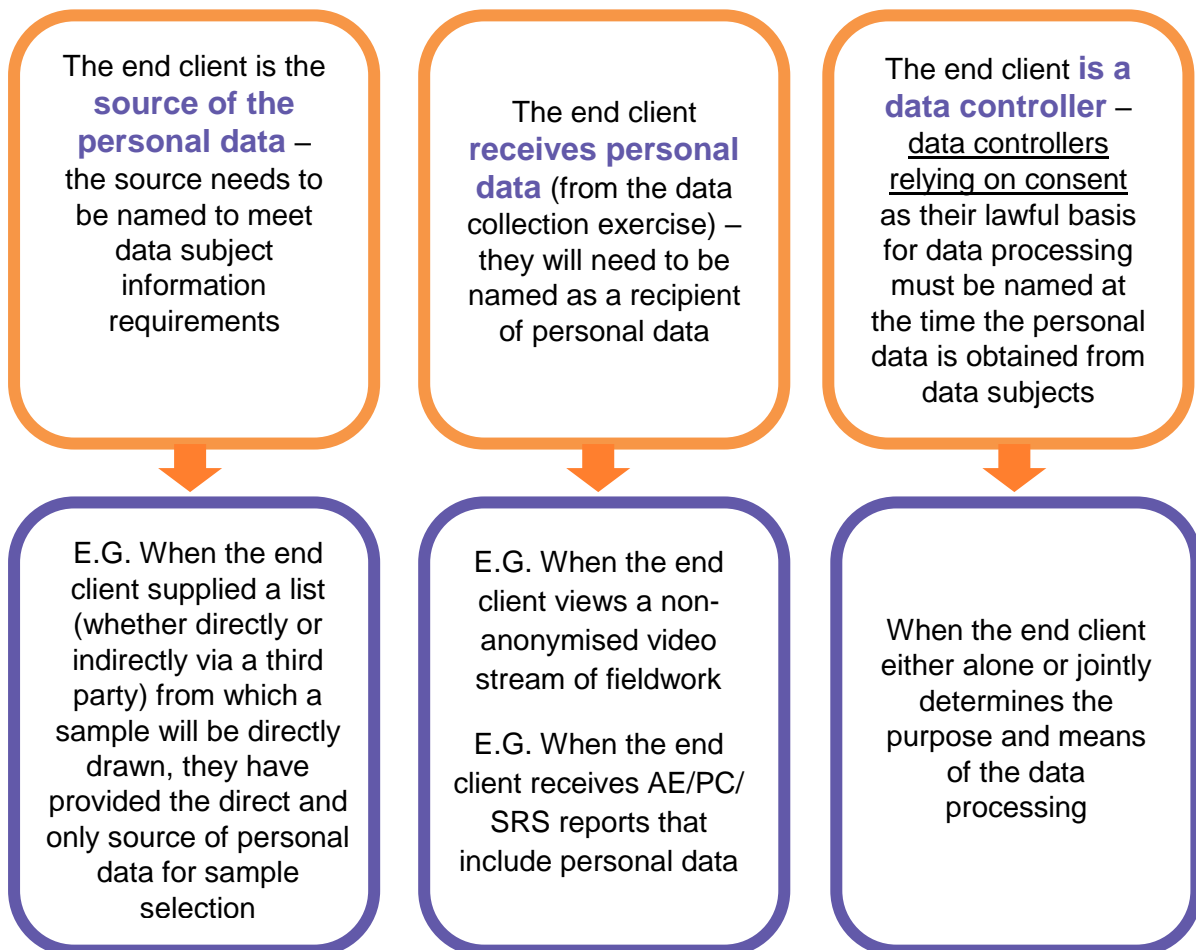 The end client is the
source of the
personal data –
the source needs to
be named to meet
data subject
information
requirements
The end client
receives personal
data (from the data
collection exercise) –
they will need to be
named as a recipient
of personal data
The end client is a
data controller –
data controllers
relying on consent
as their lawful basis
for data processing
must be named at
the time the personal
data is obtained from
data subjects
E.G. When the end
client supplied a list
(whether directly or
indirectly via a third
party) from which a
sample will be directly
drawn, they have
provided the direct and
only source of personal
data for sample
selection
E.G. When the end
client views a non-
anonymised video
stream of fieldwork
E.G. When the end
client receives AE/PC/
SRS reports that
include personal data
When the end client
either alone or jointly
determines the
purpose and means
of the data
processing